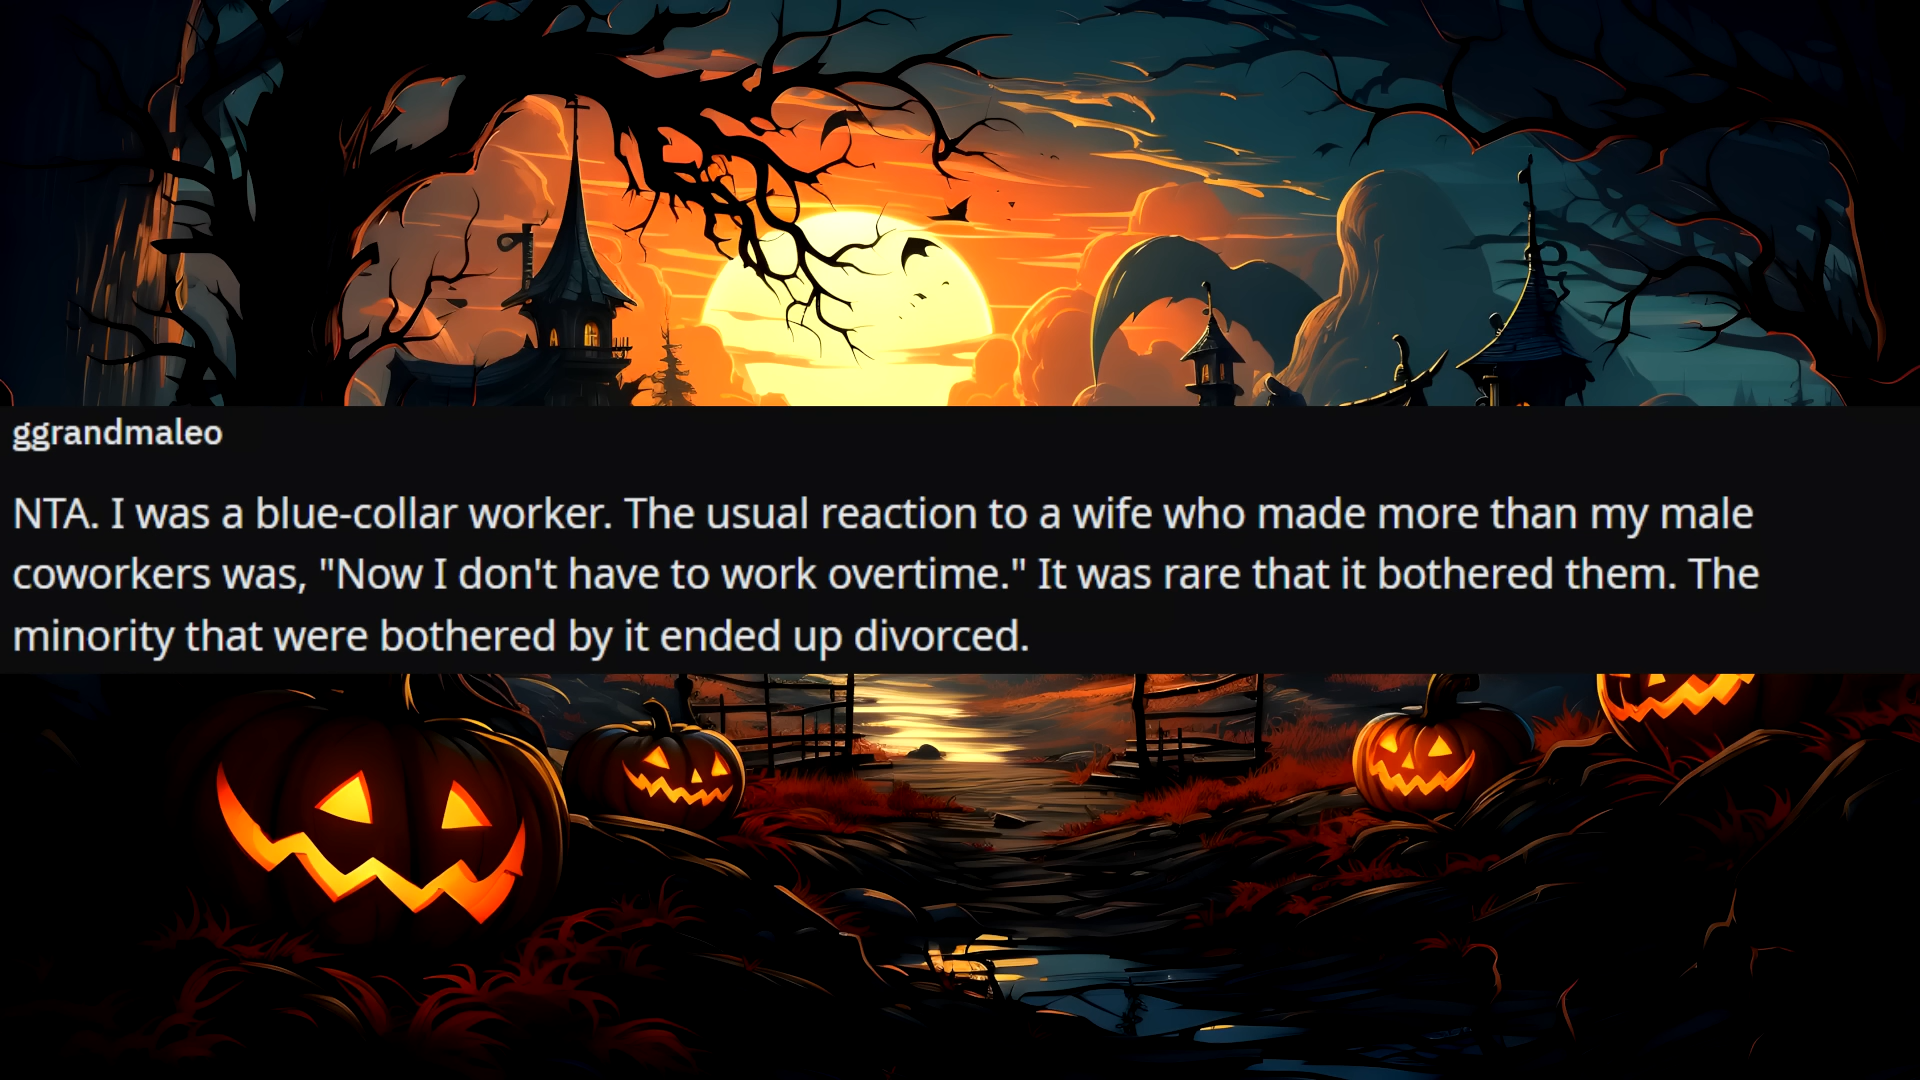 ggrandmaleo
NTA. I was a blue-collar worker. The usual reaction to a wife who made more than my male
coworkers was, "Now I don't have to work overtime." It was rare that it bothered them. The
minority that were bothered by it ended up divorced.